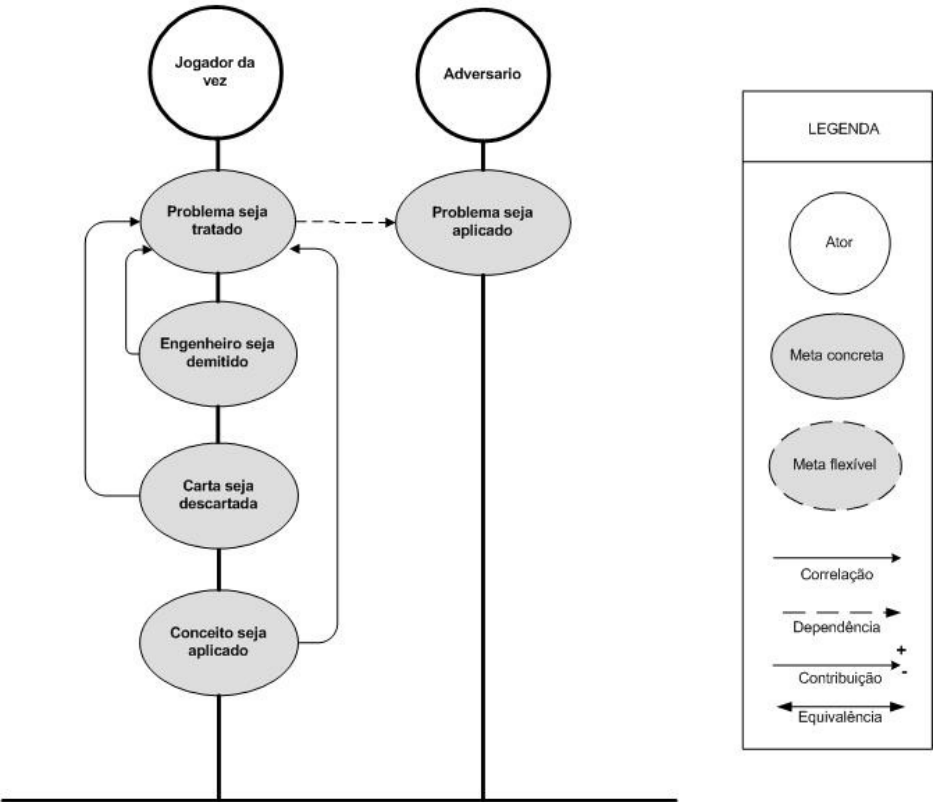 Jogador da
vez
Adversario
Problema seja
tratado
Problema seja
aplicado
Engenheiro seja
demitido
Carta seja
descartada
Conceito seja
aplicado
LEGENDA
Ator
Meta concreta
Meta flexível
Correlação
Dependência
+
-
Contribuição
Equivalência